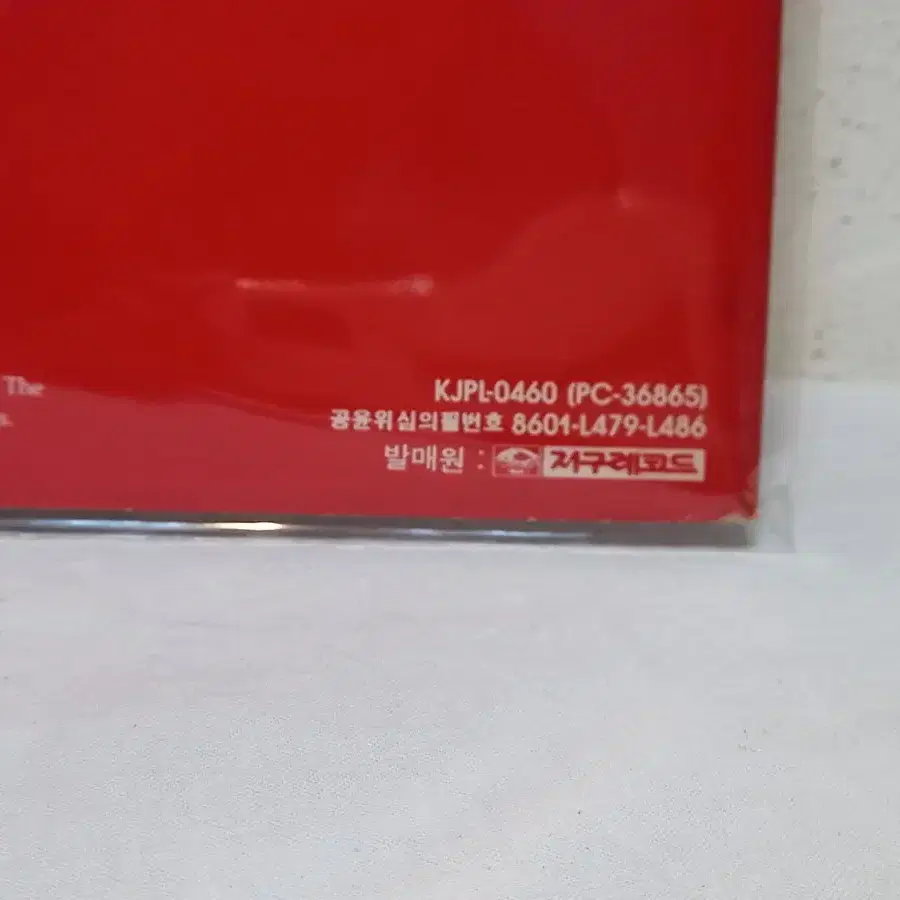 The
KJPL-0460 (PC-36865)
공윤위심의필번호 8601-L479-L486
발매원 : 지구레코드